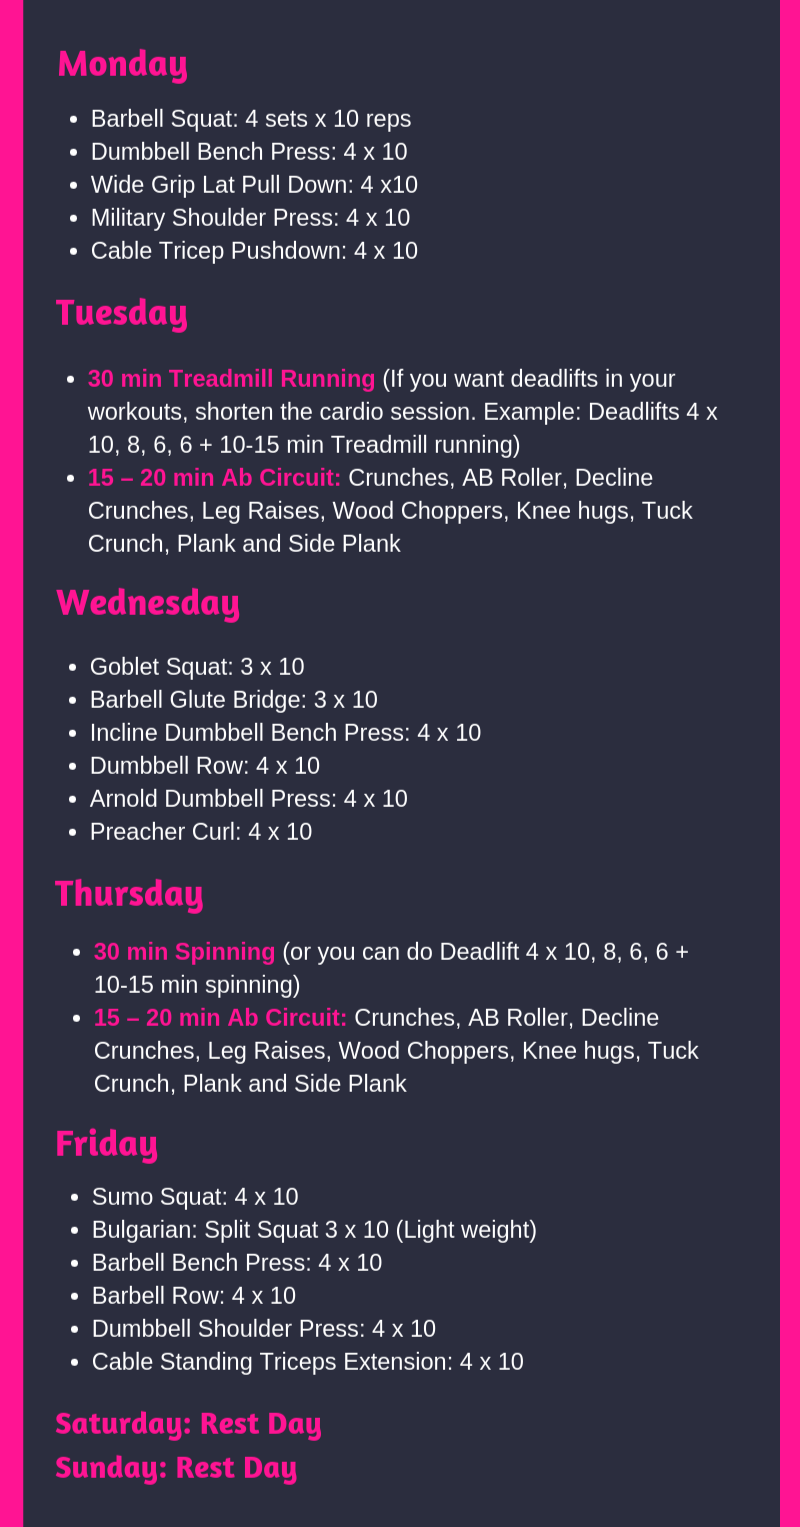 Monday
• Barbell Squat: 4 sets x 10 reps
• Dumbbell Bench Press: 4 x 10
• Wide Grip Lat Pull Down: 4 x10
• Military Shoulder Press: 4 x 10
• Cable Tricep Pushdown: 4 x 10
Tuesday
• 30 min Treadmill Running (If you want deadlifts in your
workouts, shorten the cardio session. Example: Deadlifts 4 x
10, 8, 6, 6 + 10-15 min Treadmill running)
• 15 – 20 min Ab Circuit: Crunches, AB Roller, Decline
Crunches, Leg Raises, Wood Choppers, Knee hugs, Tuck
Crunch, Plank and Side Plank
Wednesday
• Goblet Squat: 3 x 10
• Barbell Glute Bridge: 3 x 10
• Incline Dumbbell Bench Press: 4 x 10
• Dumbbell Row: 4 x 10
• Arnold Dumbbell Press: 4 x 10
• Preacher Curl: 4 x 10
Thursday
• 30 min Spinning (or you can do Deadlift 4 x 10, 8, 6, 6 +
10-15 min spinning)
• 15 – 20 min Ab Circuit: Crunches, AB Roller, Decline
Crunches, Leg Raises, Wood Choppers, Knee hugs, Tuck
Crunch, Plank and Side Plank
Friday
• Sumo Squat: 4 x 10
• Bulgarian: Split Squat 3 x 10 (Light weight)
• Barbell Bench Press: 4 x 10
• Barbell Row: 4 x 10
• Dumbbell Shoulder Press: 4 x 10
• Cable Standing Triceps Extension: 4 x 10
Saturday: Rest Day
Sunday: Rest Day